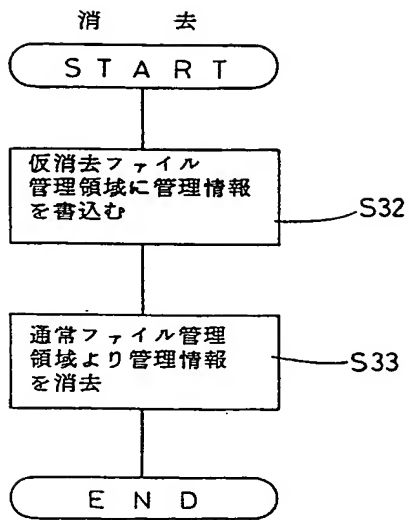 消去
START
仮消去ファイル
管理領域に管理情報
を書込む
S32
通常ファイル管理
領域より管理情報
を消去
S33
END